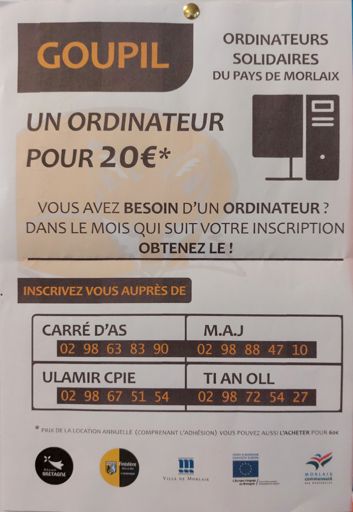 GOUPIL
ORDINATEURS
SOLIDAIRES
DU PAYS DE MORLAIX
UN ORDINATEUR
POUR 20€*
VOUS AVEZ BESOIN D'UN ORDINATEUR ?
DANS LE MOIS QUI SUIT VOTRE INSCRIPTION
OBTENEZ LE !
INSCRIVEZ VOUS AUPRÈS DE
CARRÉ D'AS
02 98 63 83 90
M.A.J
02 98 88 47 10
ULAMIR CPIE
02 98 67 51 54
TI AN OLL
02 98 72 54 27
* PRIX DE LA LOCATION ANNUELLE (COMPRENANT L'ADHÉSION) VOUS POUVEZ AUSSI L'ACHETER POUR 60€
BRETAGNE
Finistère
VILLE DE MORLAIX
MORLAIX
communauté